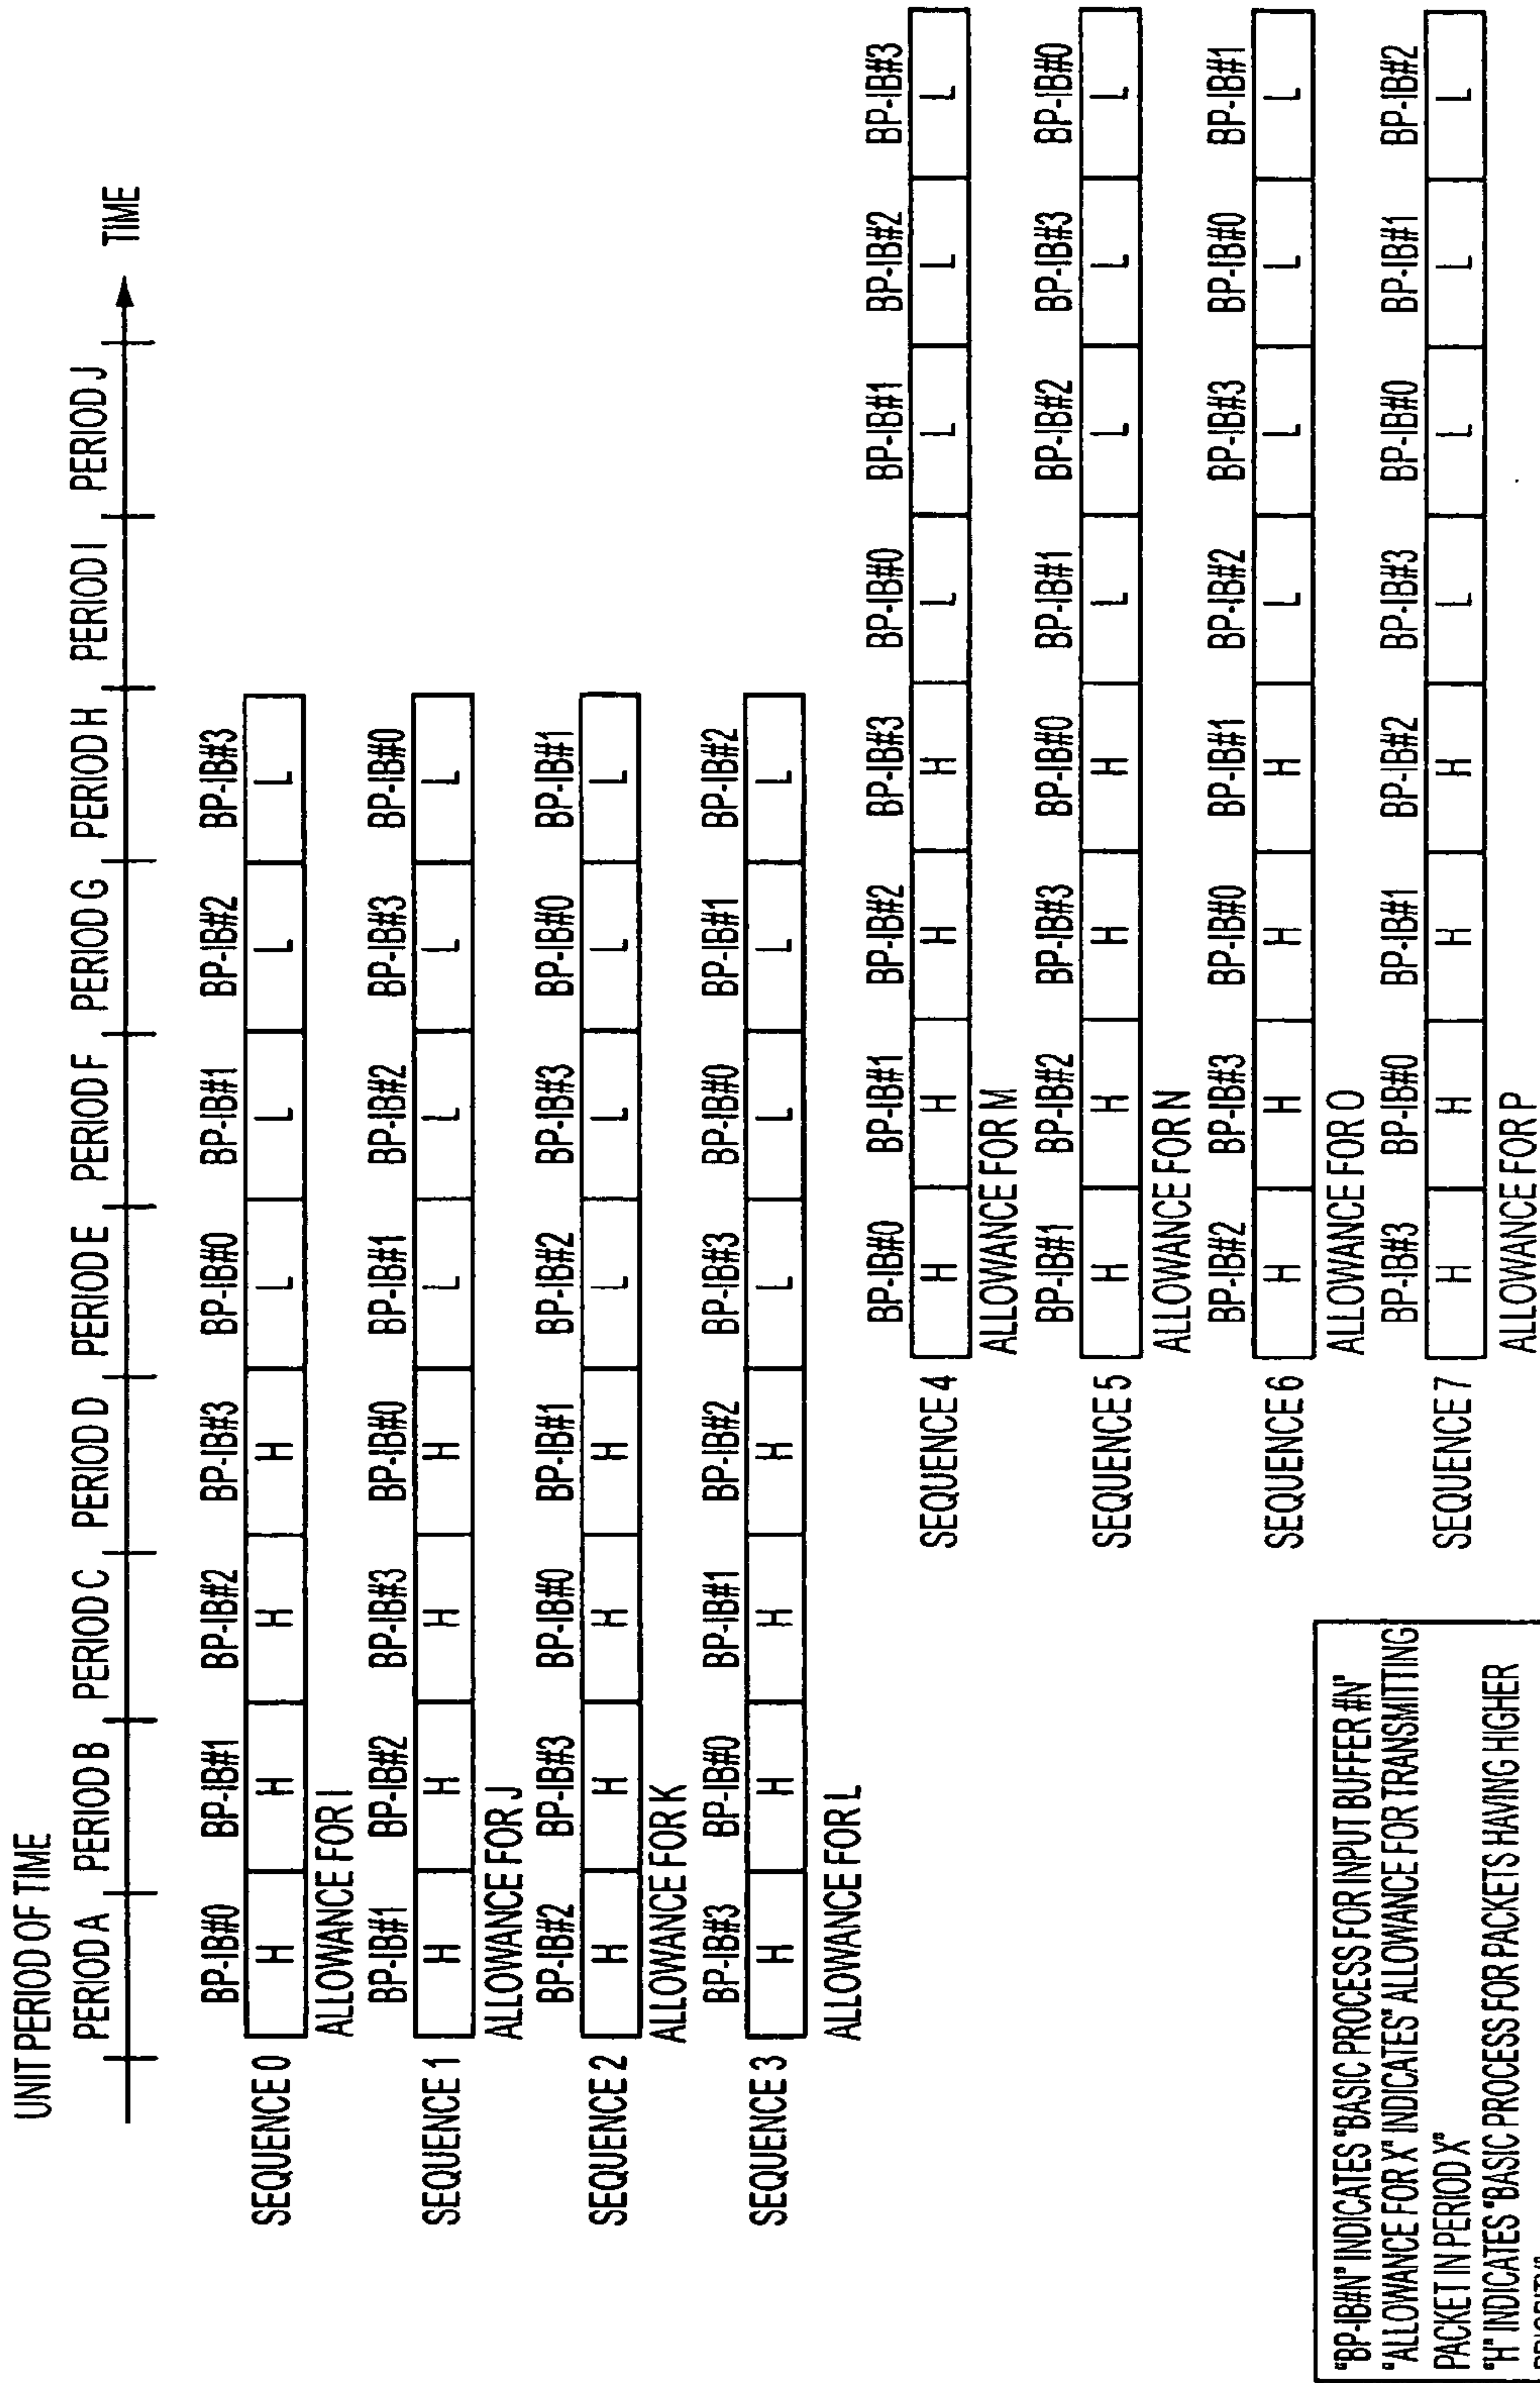 UNIT PERIOD OF TIME
PERIOD A PERIOD B PERIOD C PERIOD D PERIOD E PERIOD F PERIOD G PERIOD H PERIOD I PERIOD J TIME
BP-IB#0 BP-IB#1 BP-IB#2 BP-IB#3 BP-IB#0 BP-IB#1 BP-IB#2 BP-IB#3
SEQUENCE 0 H H H H L L L L
ALLOWANCE FOR I
BP-IB#1 BP-IB#2 BP-IB#3 BP-IB#0 BP-IB#1 BP-IB#2 BP-IB#3 BP-IB#0
SEQUENCE 1 H H H H L L L L
ALLOWANCE FOR J
BP-IB#2 BP-IB#3 BP-IB#0 BP-IB#1 BP-IB#2 BP-IB#3 BP-IB#0 BP-IB#1
SEQUENCE 2 H H H H L L L L
ALLOWANCE FOR K
BP-IB#3 BP-IB#0 BP-IB#1 BP-IB#2 BP-IB#3 BP-IB#0 BP-IB#1 BP-IB#2
SEQUENCE 3 H H H H L L L L
ALLOWANCE FOR L
BP-IB#0 BP-IB#1 BP-IB#2 BP-IB#3 BP-IB#0 BP-IB#1 BP-IB#2 BP-IB#3
SEQUENCE 4 H H H H L L L L
ALLOWANCE FOR M
BP-IB#1 BP-IB#2 BP-IB#3 BP-IB#0 BP-IB#1 BP-IB#2 BP-IB#3 BP-IB#0
SEQUENCE 5 H H H H L L L L
ALLOWANCE FOR N
BP-IB#2 BP-IB#3 BP-IB#0 BP-IB#1 BP-IB#2 BP-IB#3 BP-IB#0 BP-IB#1
SEQUENCE 6 H H H H L L L L
ALLOWANCE FOR O
BP-IB#3 BP-IB#0 BP-IB#1 BP-IB#2 BP-IB#3 BP-IB#0 BP-IB#1 BP-IB#2
SEQUENCE 7 H H H H L L L L
ALLOWANCE FOR P
"BP-IB#N" INDICATES "BASIC PROCESS FOR INPUT BUFFER #N"
"ALLOWANCE FOR X" INDICATES" ALLOWANCE FOR TRANSMITTING
PACKET IN PERIOD X"
"H" INDICATES "BASIC PROCESS FOR PACKETS HAVING HIGHER